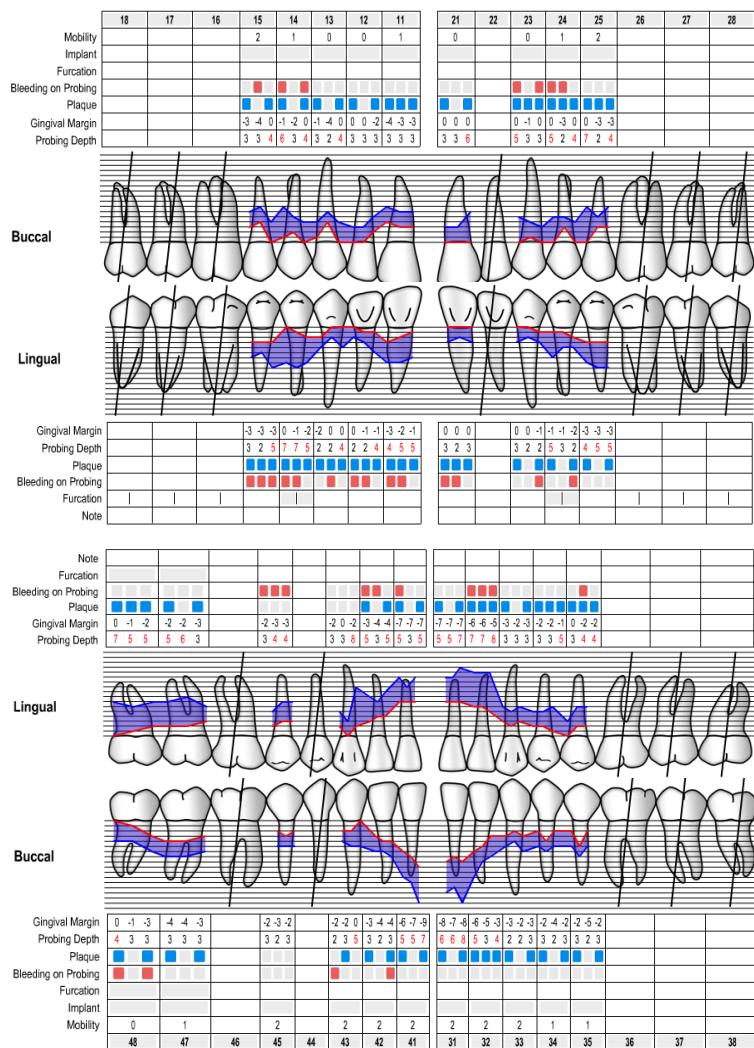 18 17 16 15 14 13 12 11 21 22 23 24 25 26 27 28
Mobility 2 1 0 0 1 0 0 1 2
Implant
Furcation
Bleeding on Probing
Plaque
Gingival Margin -3 -4 0 -1 -2 0 -1 -4 0 0 0 -2 -4 -3 -3 0 0 0 0 -1 0 0 -3 0 0 -3 -3
Probing Depth 3 3 4 6 3 4 3 2 4 3 3 3 3 3 3 3 3 6 5 3 3 5 2 4 7 2 4
Buccal
Lingual
Gingival Margin -3 -3 -3 0 -1 -2 -2 0 0 0 -1 -1 -3 -2 -1 0 0 0 0 0 -1 -1 -1 -2 -3 -3 -3
Probing Depth 3 2 5 7 7 5 2 2 4 2 2 4 4 5 5 3 2 3 3 2 2 5 3 2 4 5 5
Plaque
Bleeding on Probing
Furcation
Note
Note
Furcation
Bleeding on Probing
Plaque
Gingival Margin 0 -1 -2 -2 -2 -3 -2 -3 -3 -2 0 -2 -3 -4 -4 -7 -7 -7 -7 -7 -7 -6 -6 -5 -3 -3 -2 -2 -2 -1 0 -2 -2
Probing Depth 7 5 5 5 6 3 3 4 4 3 3 8 5 3 5 5 3 5 5 5 7 7 7 8 3 3 3 3 3 5 3 4 4
Lingual
Buccal
Gingival Margin 0 -1 -3 -4 -4 -3 -2 -3 -2 -2 -2 0 -3 -4 -4 -6 -7 -9 -8 -7 -8 -6 -5 -3 -3 -2 -3 -2 -4 -2 -2 -5 -2
Probing Depth 4 3 3 3 3 3 3 2 3 2 3 5 3 3 3 5 5 7 6 6 8 5 3 4 2 2 3 3 2 3 3 2 3
Plaque
Bleeding on Probing
Furcation
Implant
Mobility 0 1 2 2 2 2 2 2 2 1 1
48 47 46 45 44 43 42 41 31 32 33 34 35 36 37 38